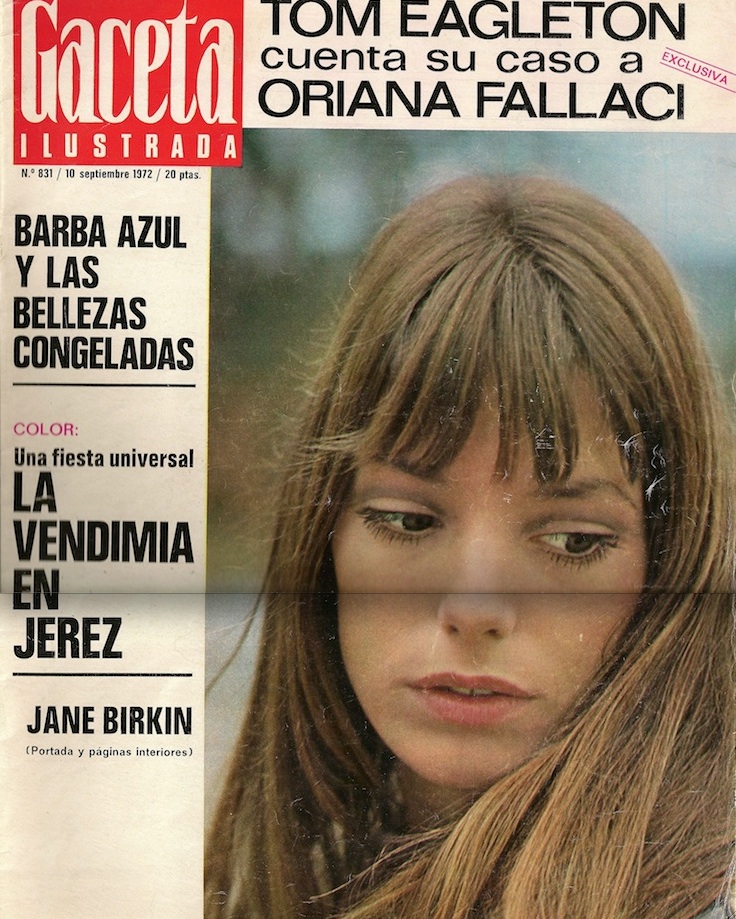 Gaceta
ILUSTRADA
N.º 831 / 10 septiembre 1972 / 20 ptas.
TOM EAGLETON
cuenta su caso a
ORIANA FALLACI
EXCLUSIVA
BARBA AZUL
Y LAS
BELLEZAS
CONGELADAS
COLOR:
Una fiesta universal
LA
VENDIMIA
EN
JEREZ
JANE BIRKIN
(Portada y páginas interiores)